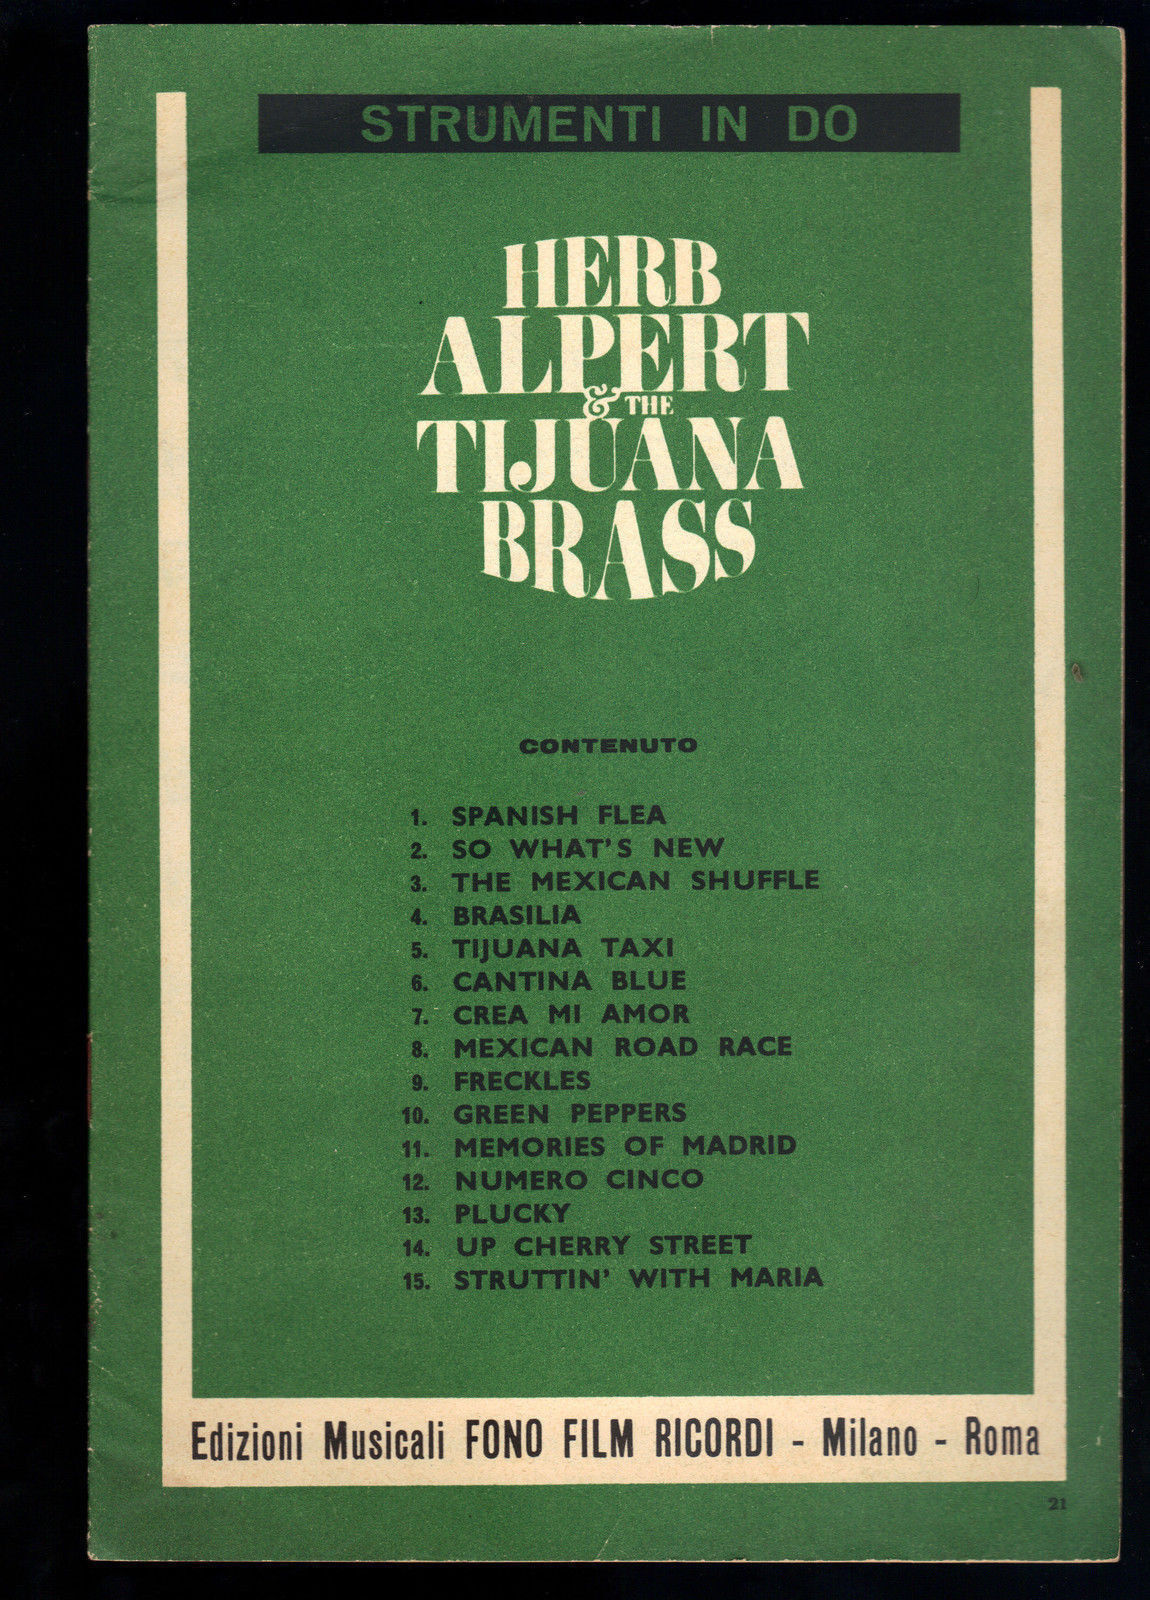 STRUMENTI IN DO
HERB
ALPERT
& THE
TIJUANA
BRASS
CONTENUTO
1. SPANISH FLEA
2. SO WHAT'S NEW
3. THE MEXICAN SHUFFLE
4. BRASILIA
5. TIJUANA TAXI
6. CANTINA BLUE
7. CREA MI AMOR
8. MEXICAN ROAD RACE
9. FRECKLES
10. GREEN PEPPERS
11. MEMORIES OF MADRID
12. NUMERO CINCO
13. PLUCKY
14. UP CHERRY STREET
15. STRUTTIN' WITH MARIA
Edizioni Musicali FONO FILM RICORDI - Milano - Roma
21